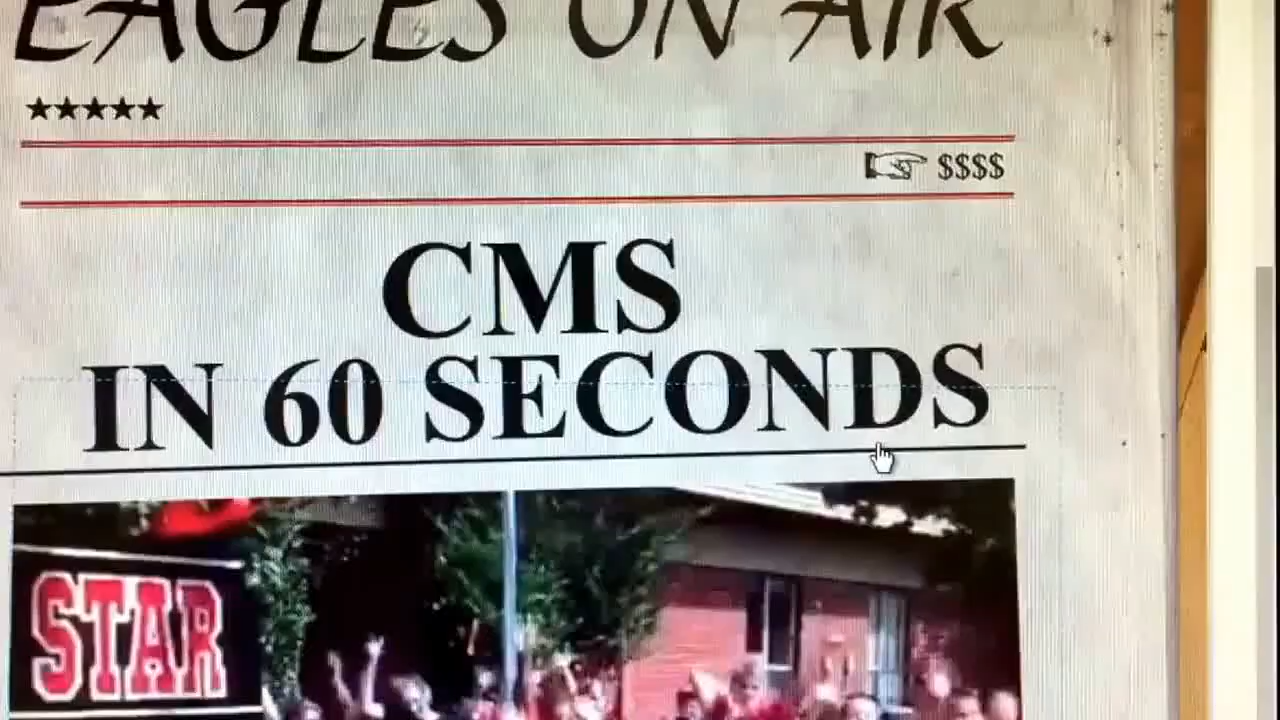 EAGLES ON AIR
★★★★★
☞ $$$$
CMS
IN 60 SECONDS
STAR